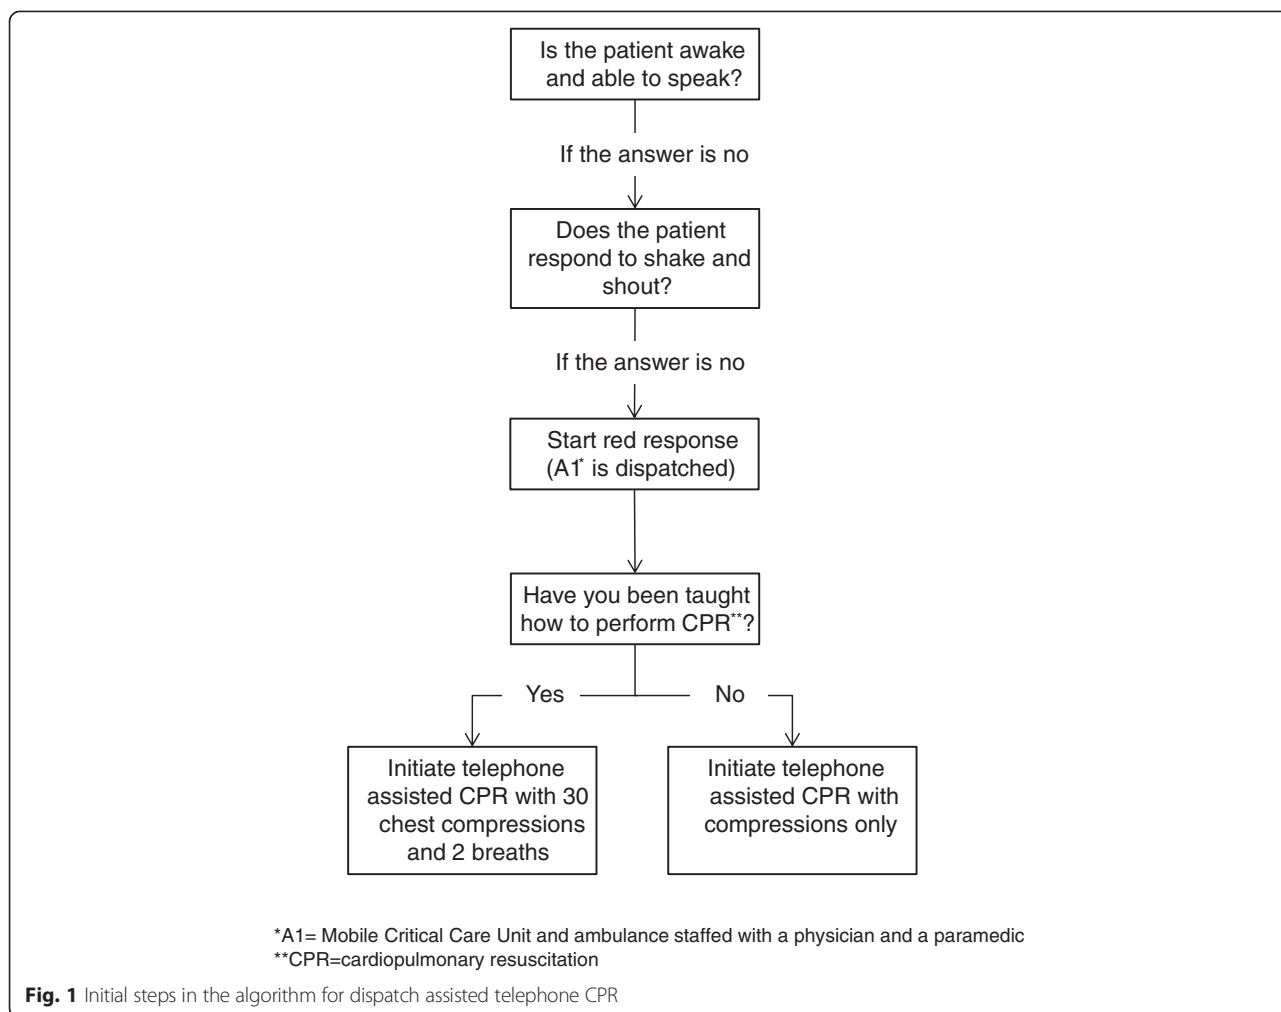 Is the patient awake
and able to speak?
If the answer is no
Does the patient
respond to shake and
shout?
If the answer is no
Start red response
(A1* is dispatched)
Have you been taught
how to perform CPR**?
Yes
No
Initiate telephone
assisted CPR with 30
chest compressions
and 2 breaths
Initiate telephone
assisted CPR with
compressions only
*A1= Mobile Critical Care Unit and ambulance staffed with a physician and a paramedic
**CPR=cardiopulmonary resuscitation
Fig. 1 Initial steps in the algorithm for dispatch assisted telephone CPR